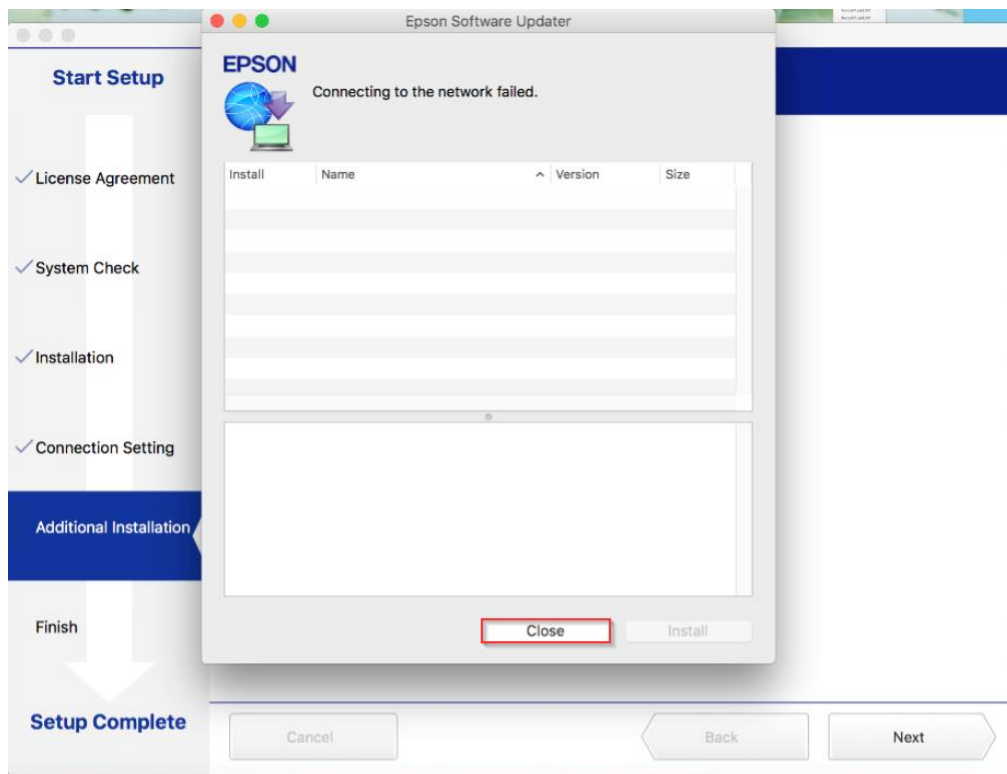 Epson Software Updater
Start Setup
License Agreement
System Check
Installation
Connection Setting
Additional Installation
Finish
Setup Complete
EPSON
Connecting to the network failed.
Install Name Version Size
Close Install
Cancel Back Next